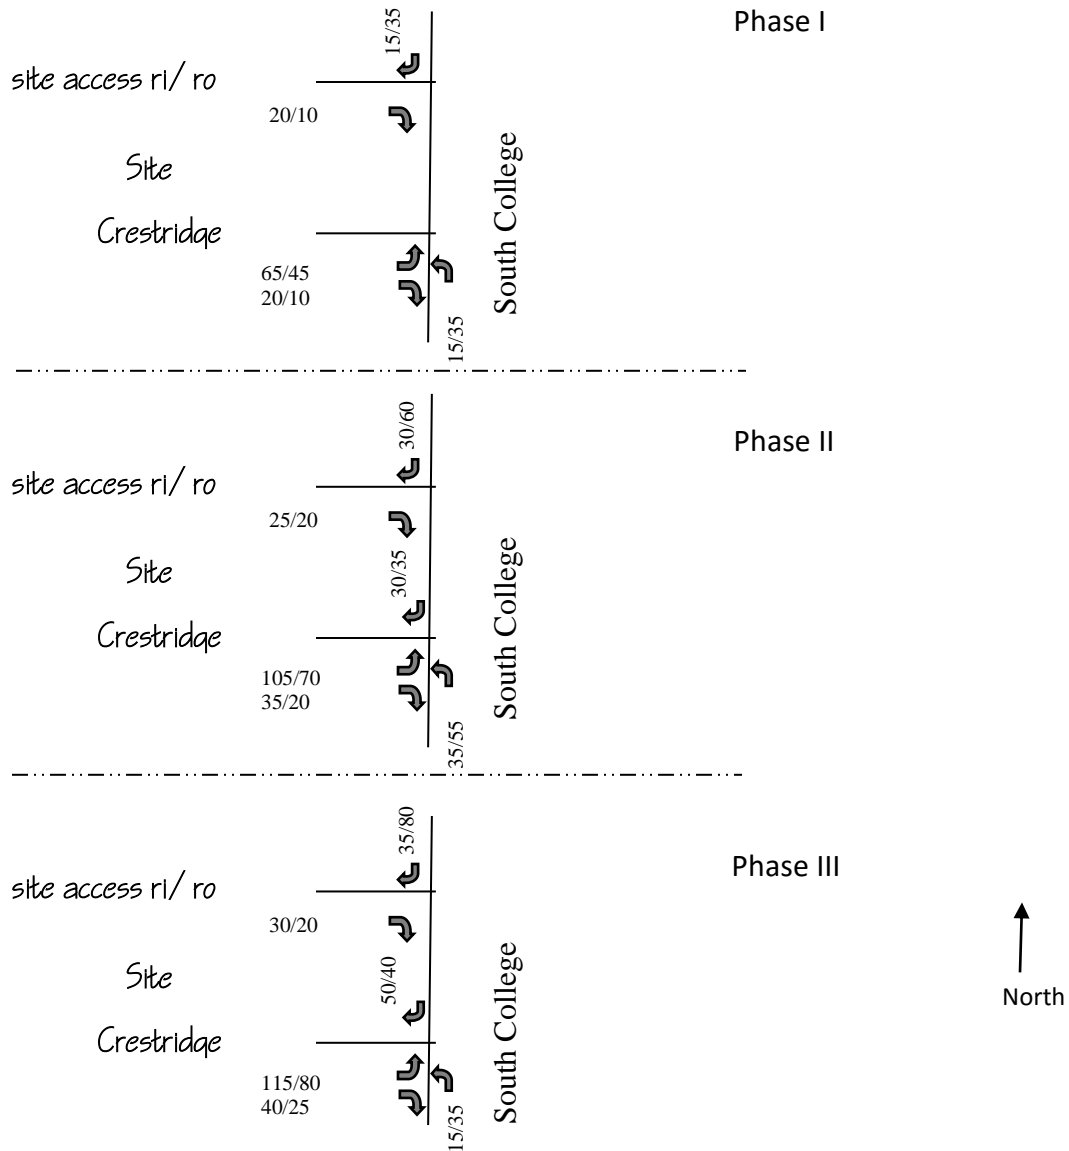 Phase I
15/35
site access ri/ ro
20/10
Site
Crestridge
South College
65/45
20/10
15/35
Phase II
30/60
site access ri/ ro
25/20
Site
30/35
Crestridge
South College
105/70
35/20
35/55
Phase III
35/80
site access ri/ ro
30/20
Site
50/40
Crestridge
South College
115/80
40/25
15/35
North